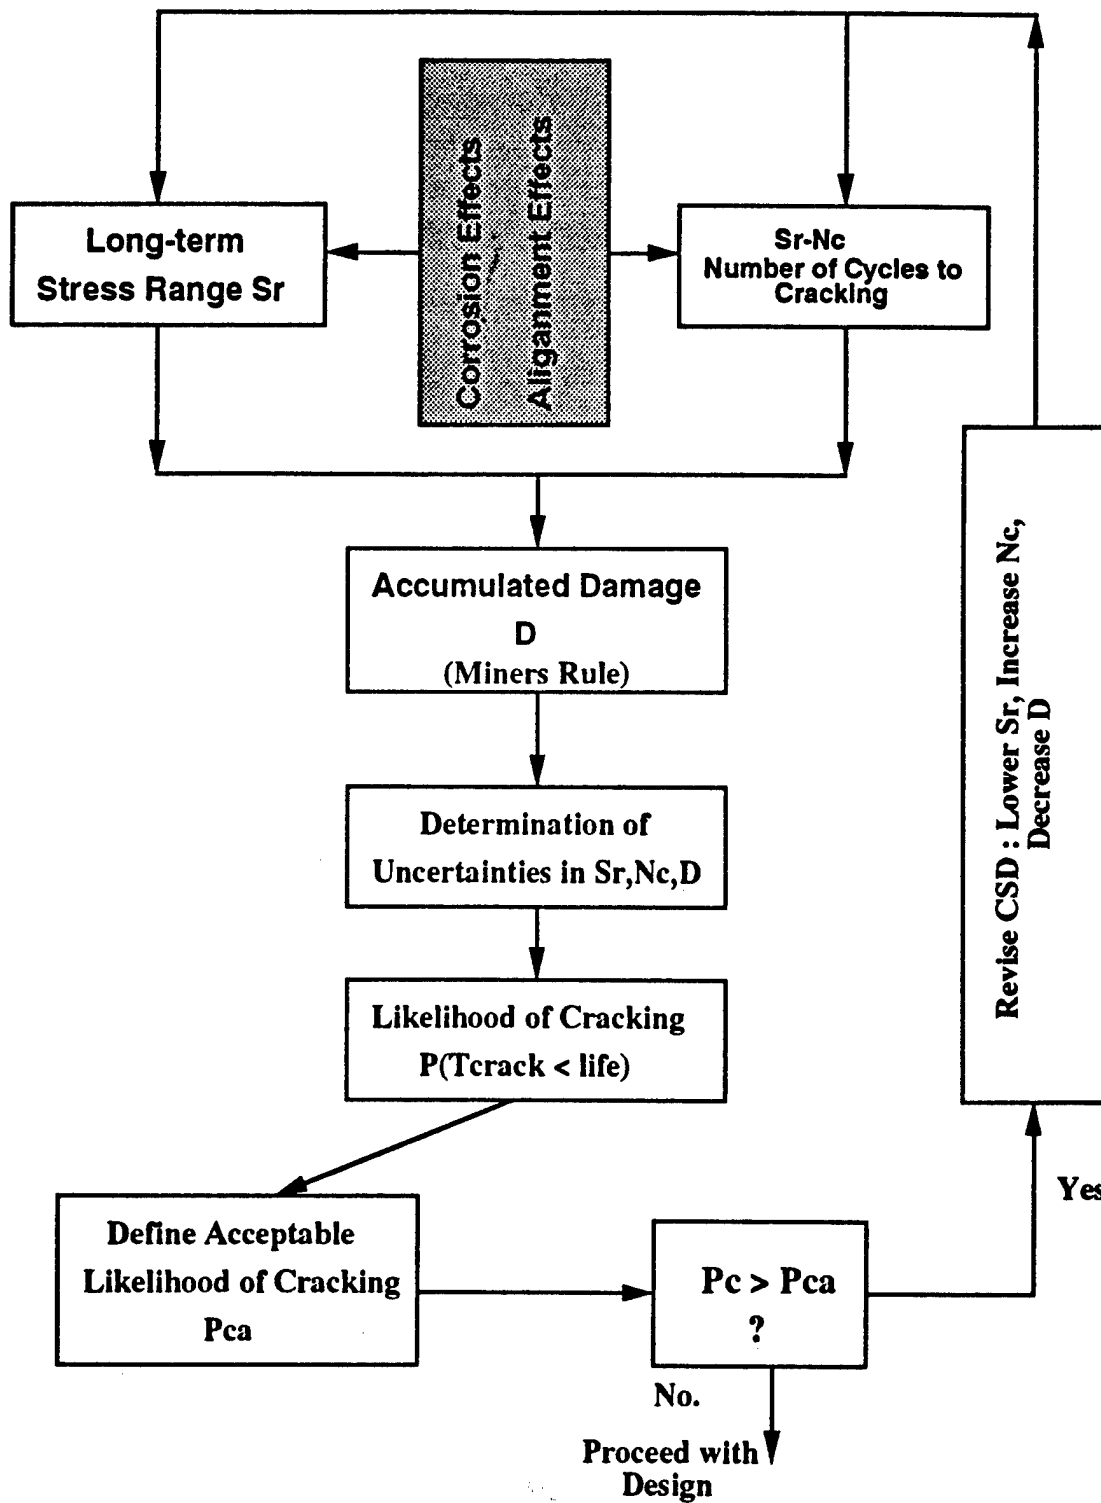 Corrosion Effects
Aliganment Effects
Long-term
Stress Range Sr
Sr-Nc
Number of Cycles to
Cracking
Accumulated Damage
D
(Miners Rule)
Determination of
Uncertainties in Sr,Nc,D
Likelihood of Cracking
P(Tcrack < life)
Define Acceptable
Likelihood of Cracking
Pca
Pc > Pca
?
Yes
Revise CSD : Lower Sr, Increase Nc,
Decrease D
No.
Proceed with
Design